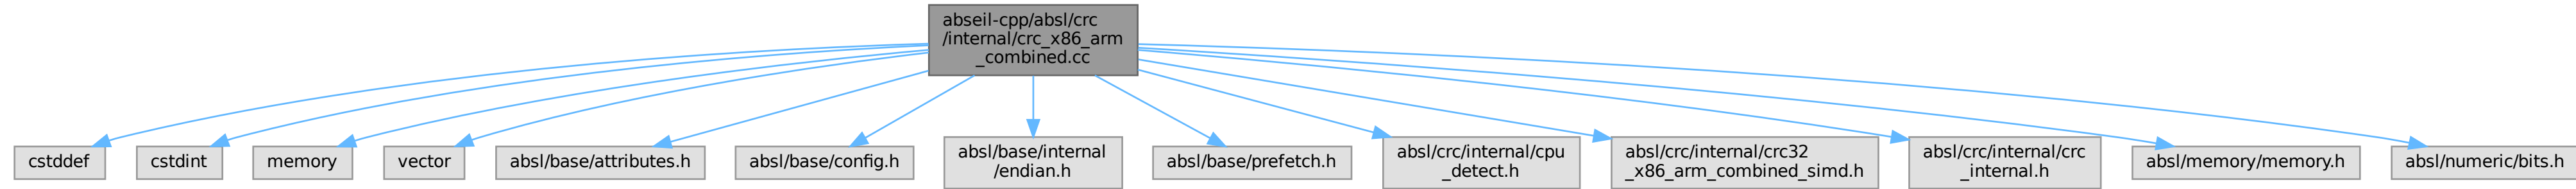 abseil-cpp/absl/crc
/internal/crc_x86_arm
_combined.cc
cstddef
cstdint
memory
vector
absl/base/attributes.h
absl/base/config.h
absl/base/internal
/endian.h
absl/base/prefetch.h
absl/crc/internal/cpu
_detect.h
absl/crc/internal/crc32
_x86_arm_combined_simd.h
absl/crc/internal/crc
_internal.h
absl/memory/memory.h
absl/numeric/bits.h